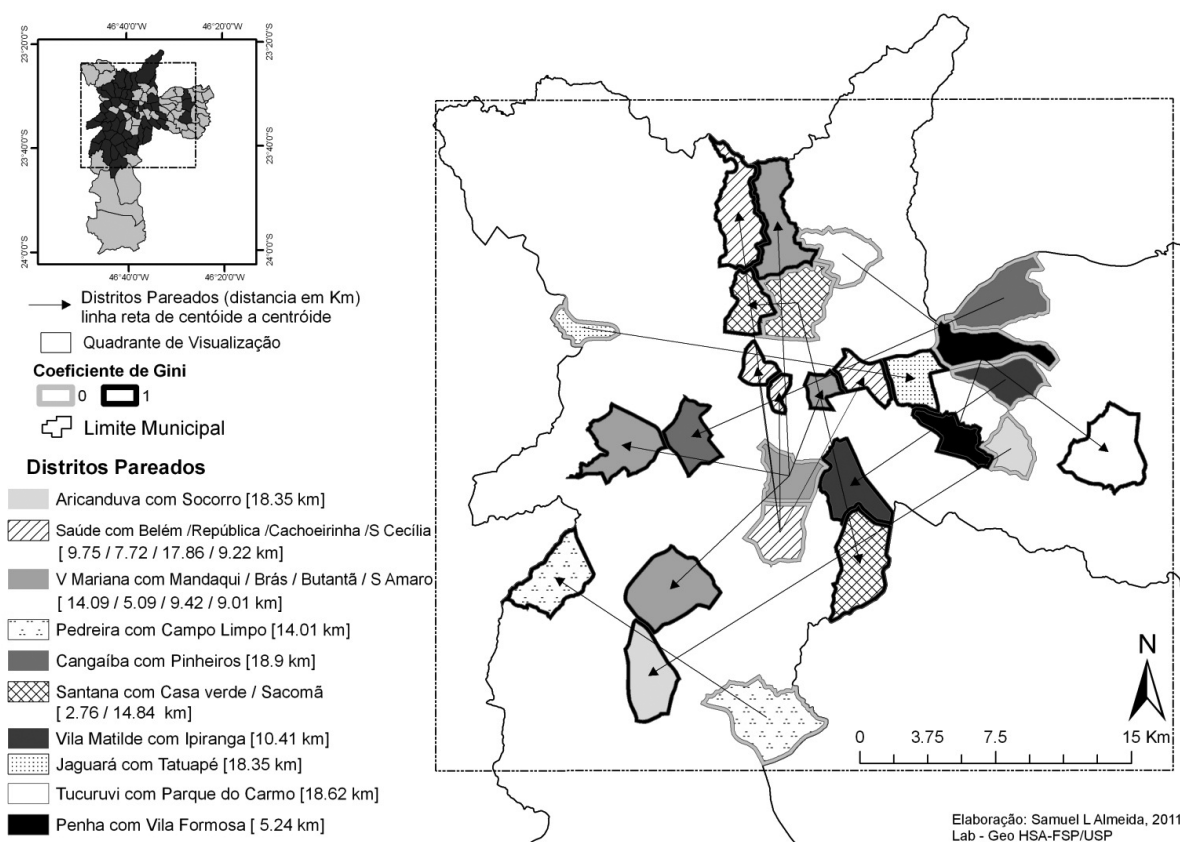 46°40'0"W
46°20'0"W
23°20'0"S
23°20'0"S
23°40'0"S
23°40'0"S
24°0'0"S
24°0'0"S
46°40'0"W
46°20'0"W
Distritos Pareados (distancia em Km)
linha reta de centóide a centróide
Quadrante de Visualização
Coeficiente de Gini
0 1
Limite Municipal
Distritos Pareados
Aricanduva com Socorro [18.35 km]
Saúde com Belém /República /Cachoeirinha /S Cecília
[ 9.75 / 7.72 / 17.86 / 9.22 km]
V Mariana com Mandaqui / Brás / Butantã / S Amaro
[14.09 / 5.09 / 9.42 / 9.01 km]
Pedreira com Campo Limpo [14.01 km]
Cangaíba com Pinheiros [18.9 km]
Santana com Casa verde / Sacomã
[ 2.76 / 14.84 km]
Vila Matilde com Ipiranga [10.41 km]
Jaguará com Tatuapé [18.35 km]
Tucuruvi com Parque do Carmo [18.62 km]
Penha com Vila Formosa [ 5.24 km]
N
0 3.75 7.5 15 Km
Elaboração: Samuel L Almeida, 2011
Lab - Geo HSA-FSP/USP